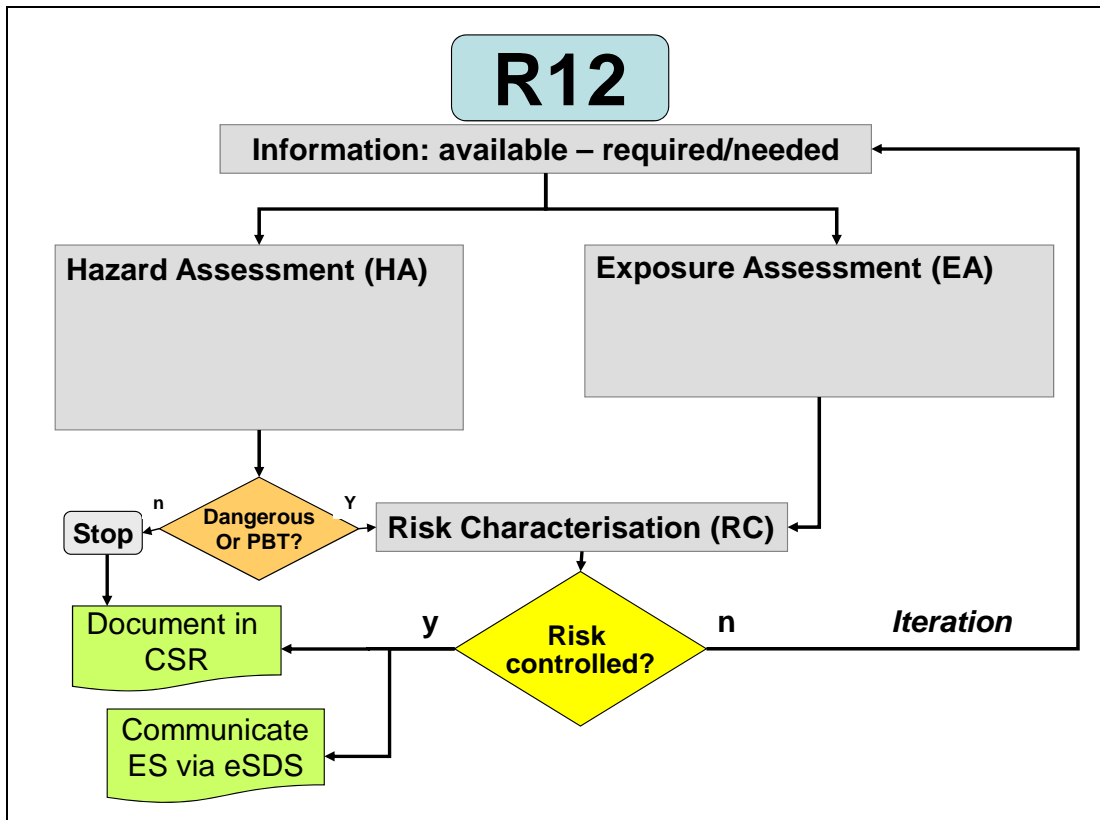 R12
Information: available – required/needed
Hazard Assessment (HA)
Exposure Assessment (EA)
n
Y
Stop
Dangerous
Or PBT?
Risk Characterisation (RC)
Document in
CSR
y
Risk
controlled?
n
Iteration
Communicate
ES via eSDS